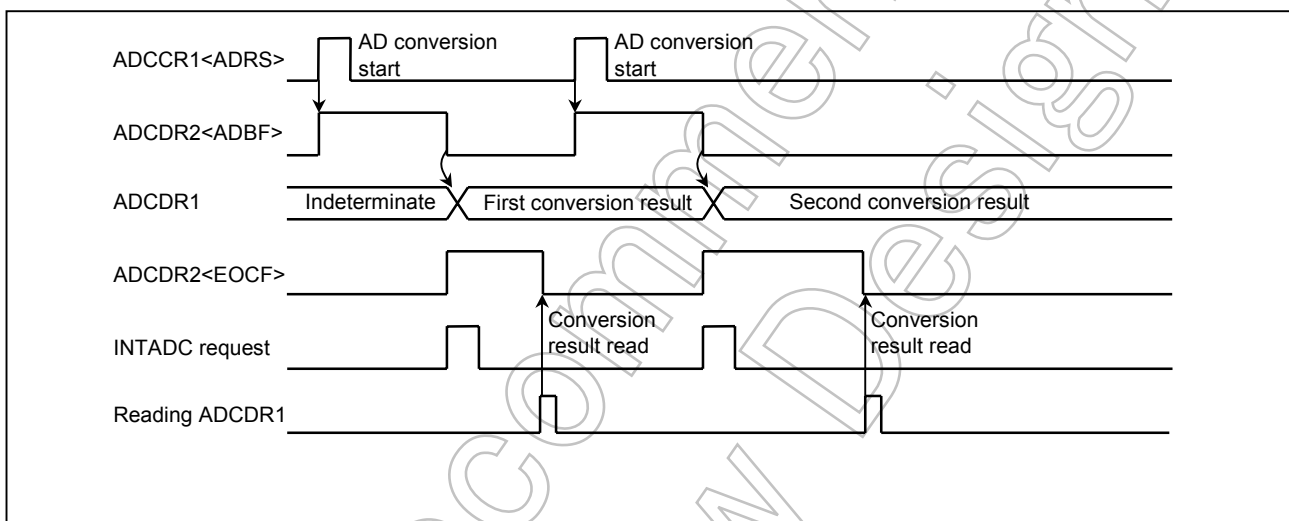 ADCCR1<ADRS>
AD conversion
start
AD conversion
start
ADCDR2<ADBF>
ADCDR1
Indeterminate
First conversion result
Second conversion result
ADCDR2<EOCF>
Conversion
result read
Conversion
result read
INTADC request
Reading ADCDR1